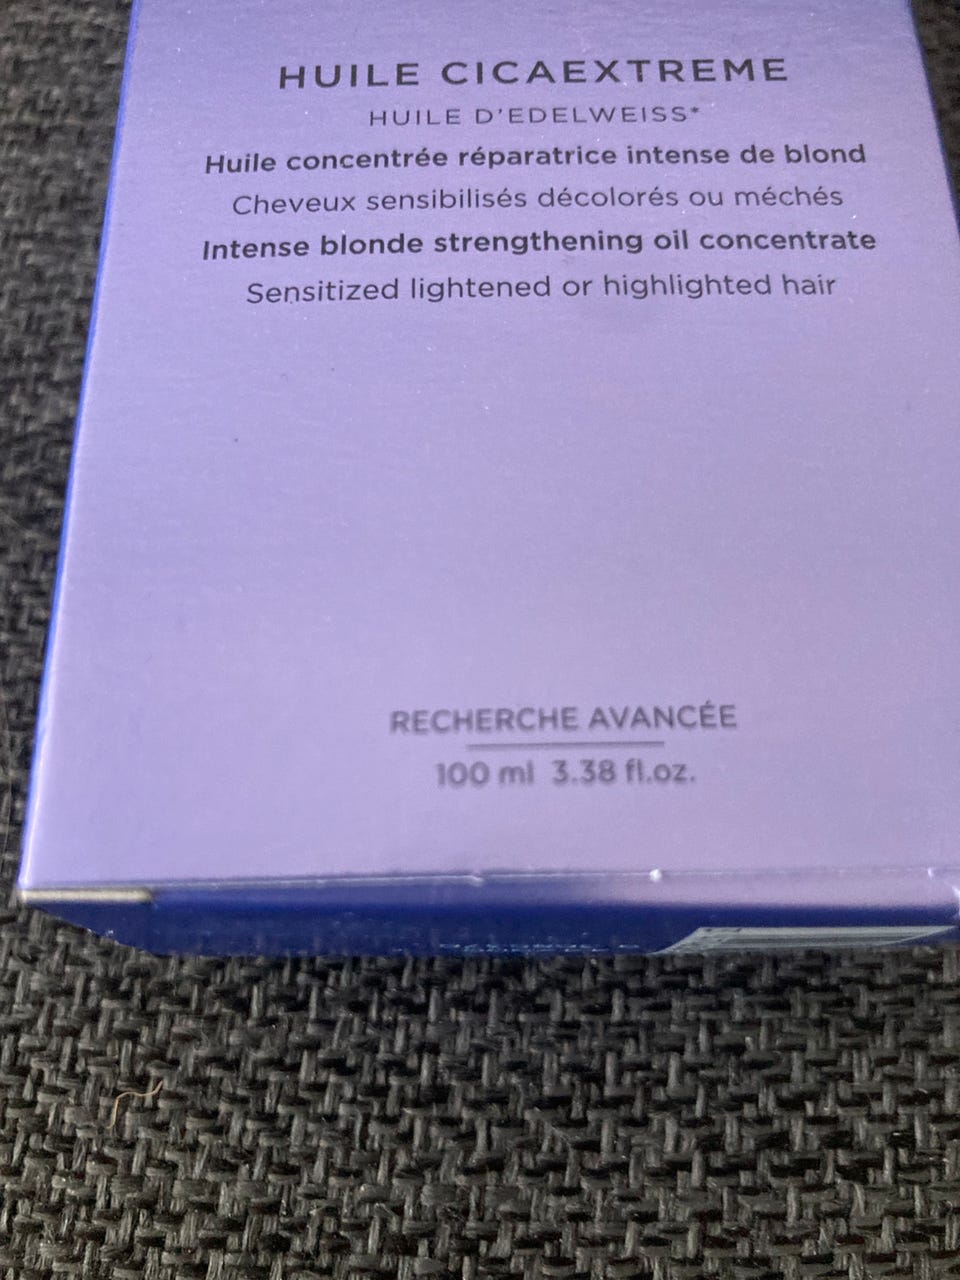 HUILE CICAEXTREME
HUILE D'EDELWEISS*
Huile concentrée réparatrice intense de blond
Cheveux sensibilisés décolorés ou méchés
Intense blonde strengthening oil concentrate
Sensitized lightened or highlighted hair
RECHERCHE AVANCÉE
100 ml 3.38 fl.oz.